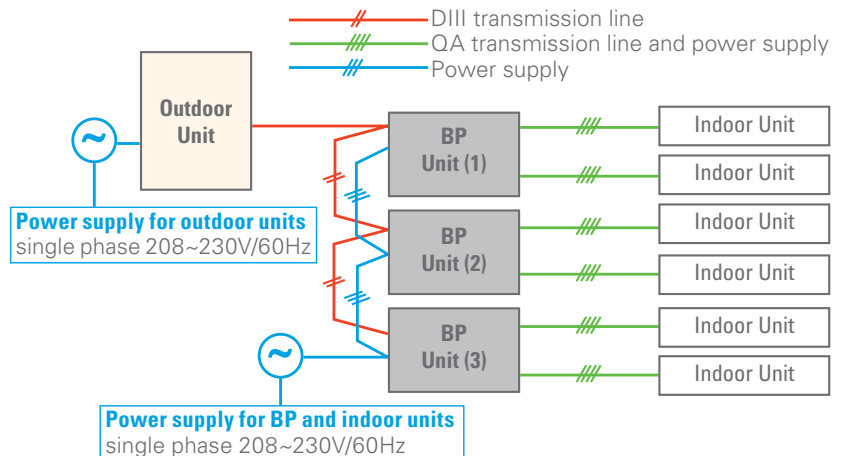 DIII transmission line
QA transmission line and power supply
Power supply
Outdoor
Unit
BP
Unit (1)
Indoor Unit
Indoor Unit
Power supply for outdoor units
single phase 208~230V/60Hz
BP
Unit (2)
Indoor Unit
Indoor Unit
BP
Unit (3)
Indoor Unit
Indoor Unit
Power supply for BP and indoor units
single phase 208~230V/60Hz